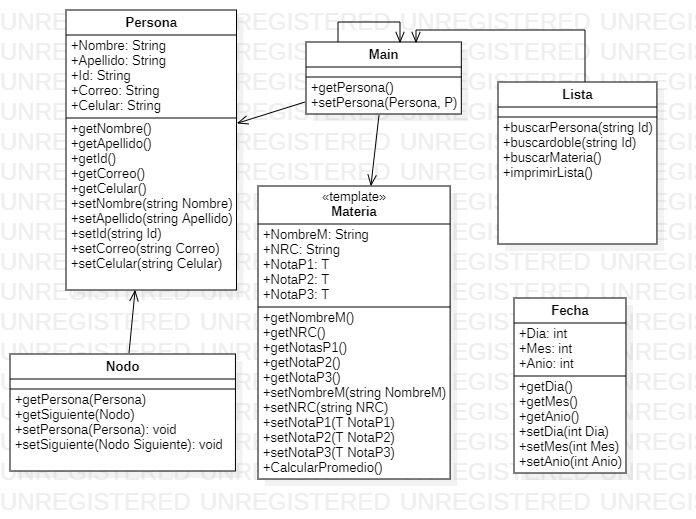 Persona
+Nombre: String
+Apellido: String
+Id: String
+Correo: String
+Celular: String
+getNombre()
+getApellido()
+getId()
+getCorreo()
+getCelular()
+setNombre(string Nombre)
+setApellido(string Apellido)
+setId(string Id)
+setCorreo(string Correo)
+setCelular(string Celular)
Main
+getPersona()
+setPersona(Persona, P)
Lista
+buscarPersona(string Id)
+buscardoble(string Id)
+buscarMateria()
+imprimirLista()
«template»
Materia
+NombreM: String
+NRC: String
+NotaP1: T
+NotaP2: T
+NotaP3: T
+getNombreM()
+getNRC()
+getNotasP1()
+getNotaP2()
+getNotaP3()
+setNombreM(string NombreM)
+setNRC(string NRC)
+setNotaP1(T NotaP1)
+setNotaP2(T NotaP2)
+setNotaP3(T NotaP3)
+CalcularPromedio()
Fecha
+Dia: int
+Mes: int
+Anio: int
+getDia()
+getMes()
+getAnio()
+setDia(int Dia)
+setMes(int Mes)
+setAnio(int Anio)
Nodo
+getPersona(Persona)
+getSiguiente(Nodo)
+setPersona(Persona): void
+setSiguiente(Nodo Siguiente): void
UNREGISTERED